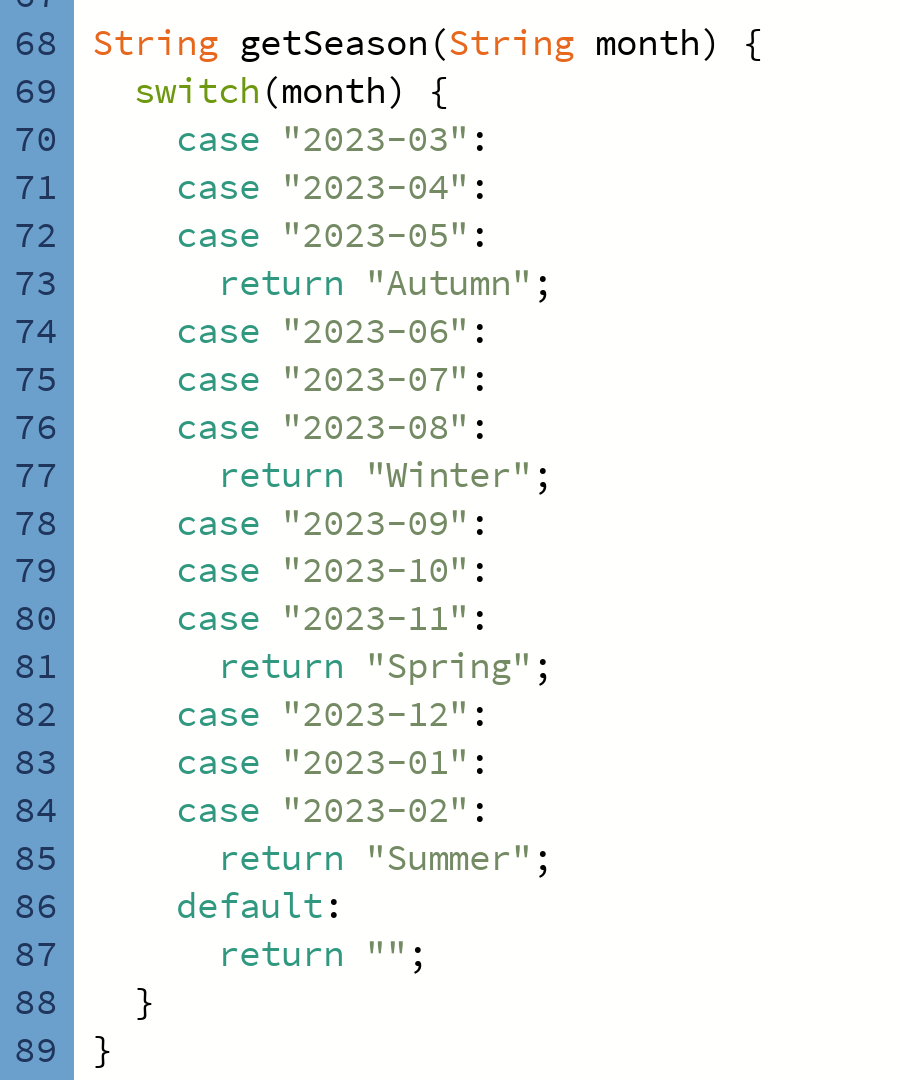 67
68 String getSeason(String month) {
69   switch(month) {
70     case "2023-03":
71     case "2023-04":
72     case "2023-05":
73       return "Autumn";
74     case "2023-06":
75     case "2023-07":
76     case "2023-08":
77       return "Winter";
78     case "2023-09":
79     case "2023-10":
80     case "2023-11":
81       return "Spring";
82     case "2023-12":
83     case "2023-01":
84     case "2023-02":
85       return "Summer";
86     default:
87       return "";
88   }
89 }